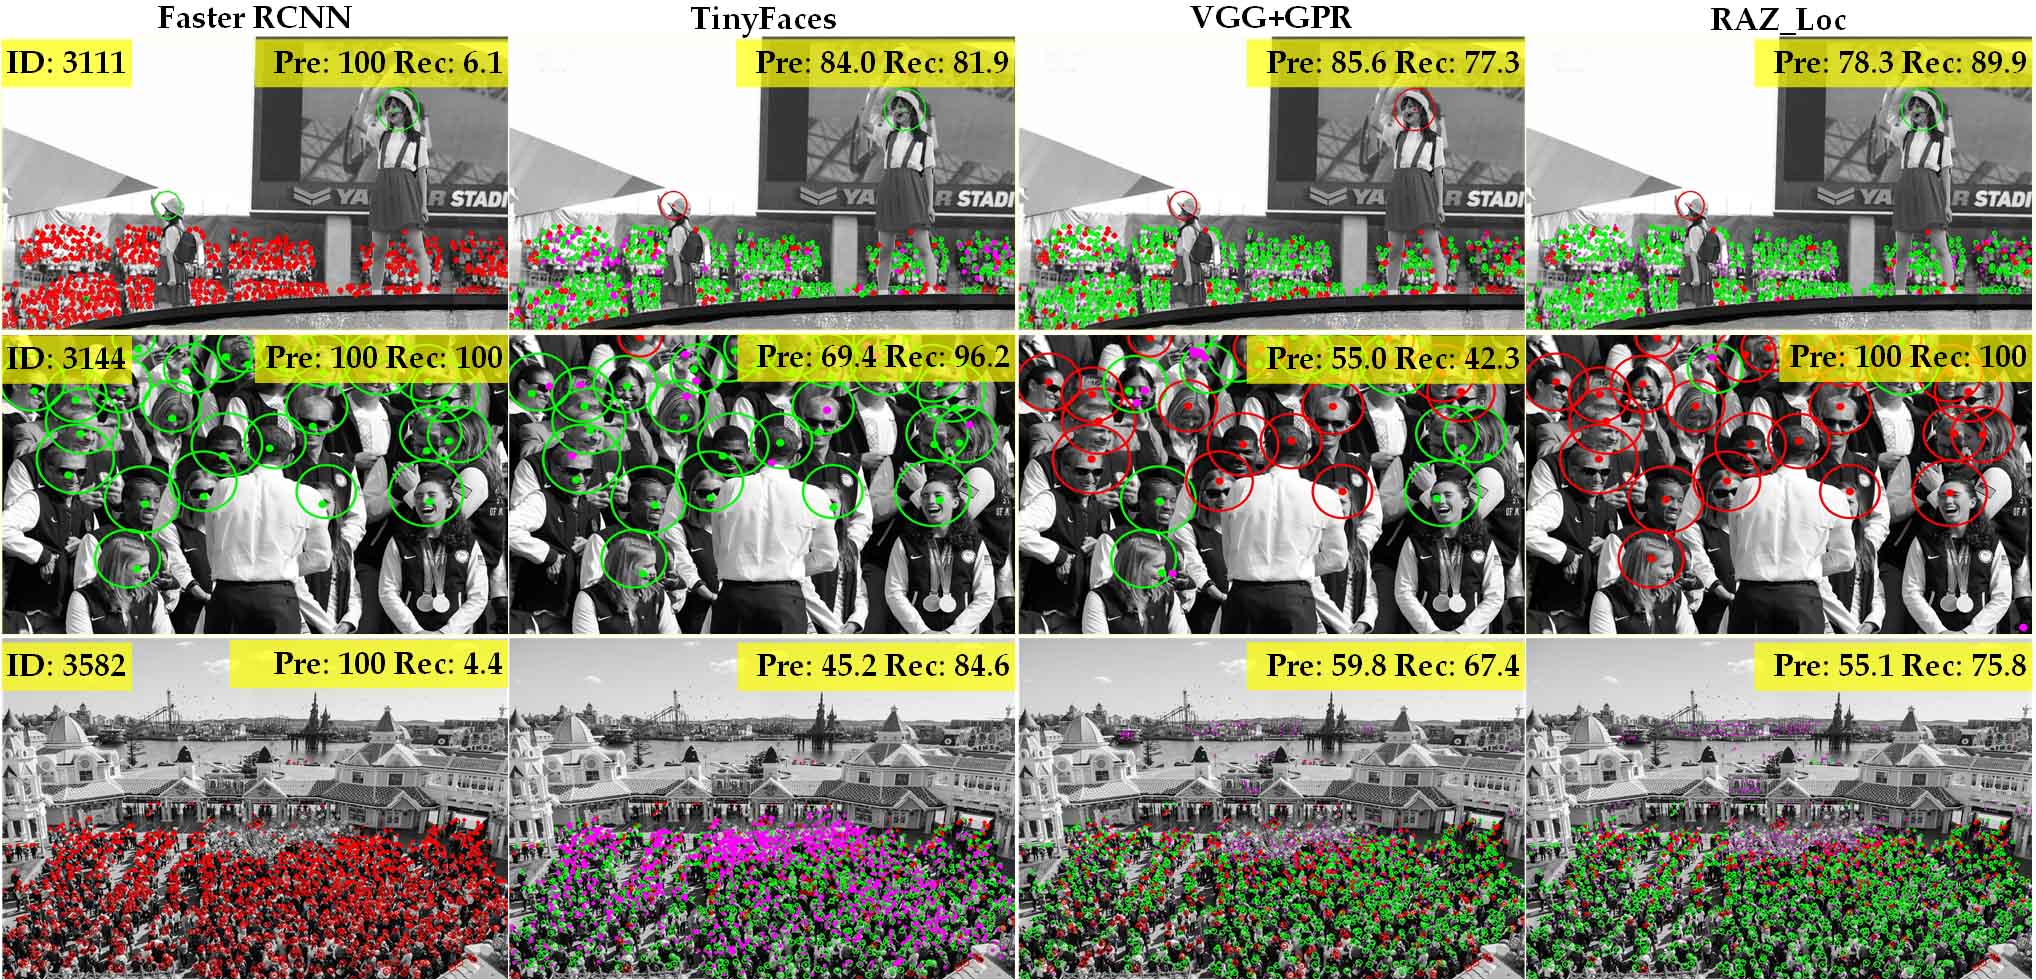 Faster RCNN TinyFaces VGG+GPR RAZ_Loc
ID: 3111 Pre: 100 Rec: 6.1 Pre: 84.0 Rec: 81.9 Pre: 85.6 Rec: 77.3 Pre: 78.3 Rec: 89.9
STADI STADI STADI STADI
ID: 3144 Pre: 100 Rec: 100 Pre: 69.4 Rec: 96.2 Pre: 55.0 Rec: 42.3 Pre: 100 Rec: 100
ID: 3582 Pre: 100 Rec: 4.4 Pre: 45.2 Rec: 84.6 Pre: 59.8 Rec: 67.4 Pre: 55.1 Rec: 75.8